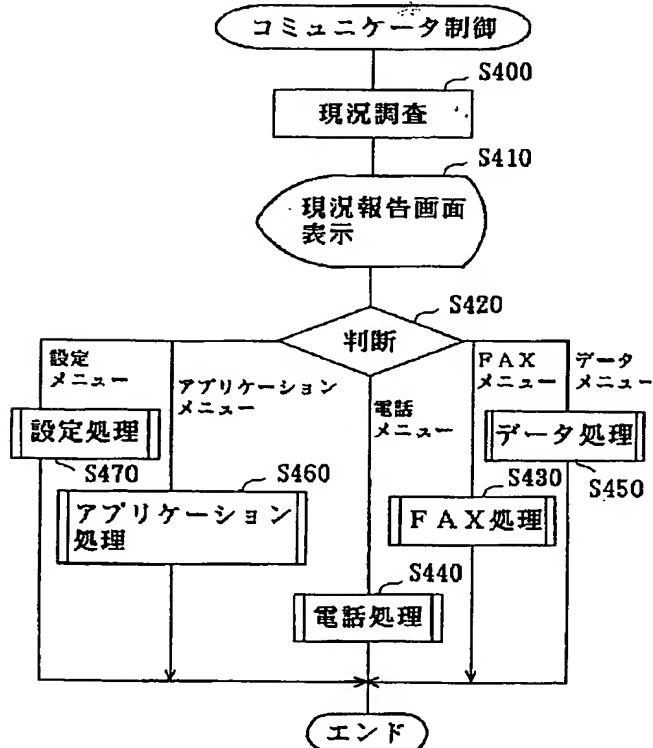 コミュニケータ制御
S400
現況調査
S410
現況報告画面
表示
S420
判断
設定
メニュー
アプリケーション
メニュー
電話
メニュー
FAX
メニュー
データ
メニュー
設定処理
S470
データ処理
S450
S460
アプリケーション
処理
S430
FAX処理
S440
電話処理
エンド